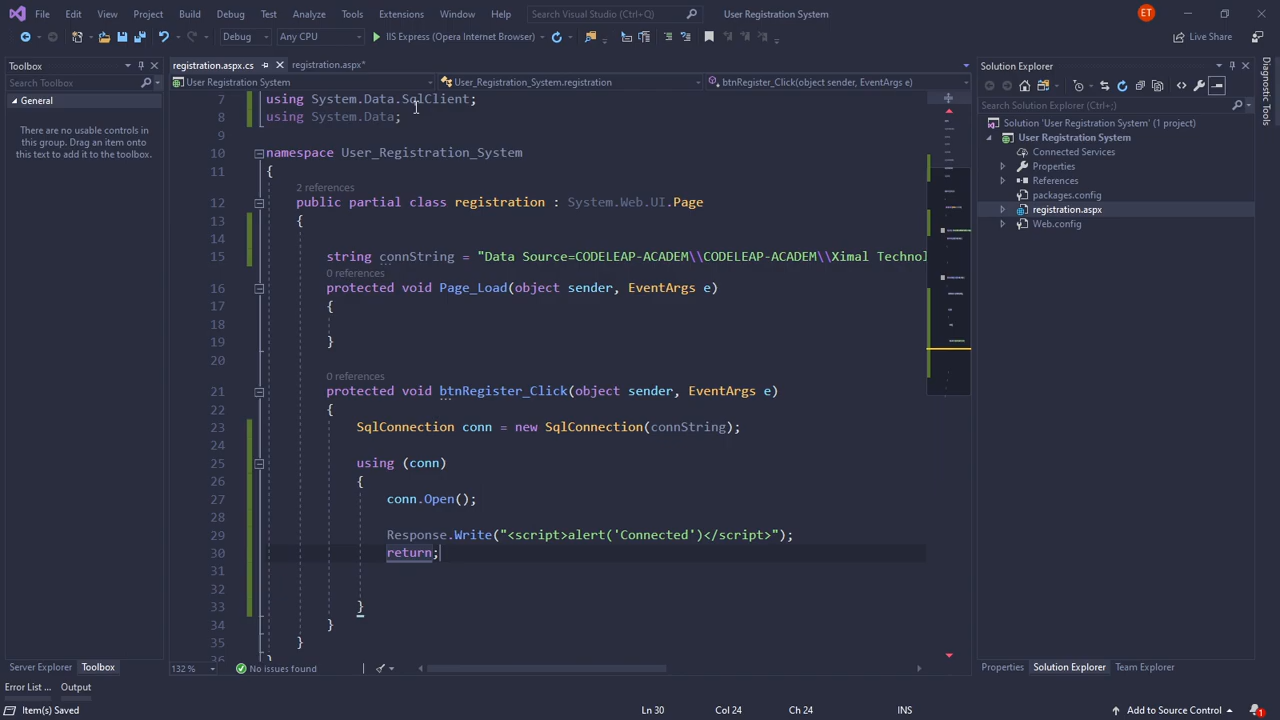 File Edit View Project Build Debug Test Analyze Tools Extensions Window Help Search Visual Studio User Registration System ET
Debug Any CPU IIS Express (Opera Internet Browser) Live Share
Toolbox
Search Toolbox
General
There are no usable controls in
this group. Drag an item onto
this text to add it to the toolbox.
registration.aspx.cs registration.aspx*
User Registration System User_Registration_System.registration btnRegister_Click(object sender, EventArgs e)
7 using System.Data.SqlClient;
8 using System.Data;
9
10 namespace User_Registration_System
11 {
2 references
12 public partial class registration : System.Web.UI.Page
13 {
14
15 string connString = "Data Source=CODELEAP-ACADEM\\CODELEAP-ACADEM\\Ximal Technol
0 references
16 protected void Page_Load(object sender, EventArgs e)
17 {
18
19 }
20
0 references
21 protected void btnRegister_Click(object sender, EventArgs e)
22 {
23 SqlConnection conn = new SqlConnection(connString);
24
25 using (conn)
26 {
27 conn.Open();
28
29 Response.Write("<script>alert('Connected')</script>");
30 return;
31
32
33 }
34 }
35 }
36 }
132 % No issues found
Solution Explorer
Search Solution Explorer
Solution 'User Registration System' (1 project)
User Registration System
Connected Services
Properties
References
packages.config
registration.aspx
Web.config
Diagnostic Tools
Server Explorer Toolbox
Properties Solution Explorer Team Explorer
Error List ... Output
Item(s) Saved Ln 30 Col 24 Ch 24 INS Add to Source Control 1